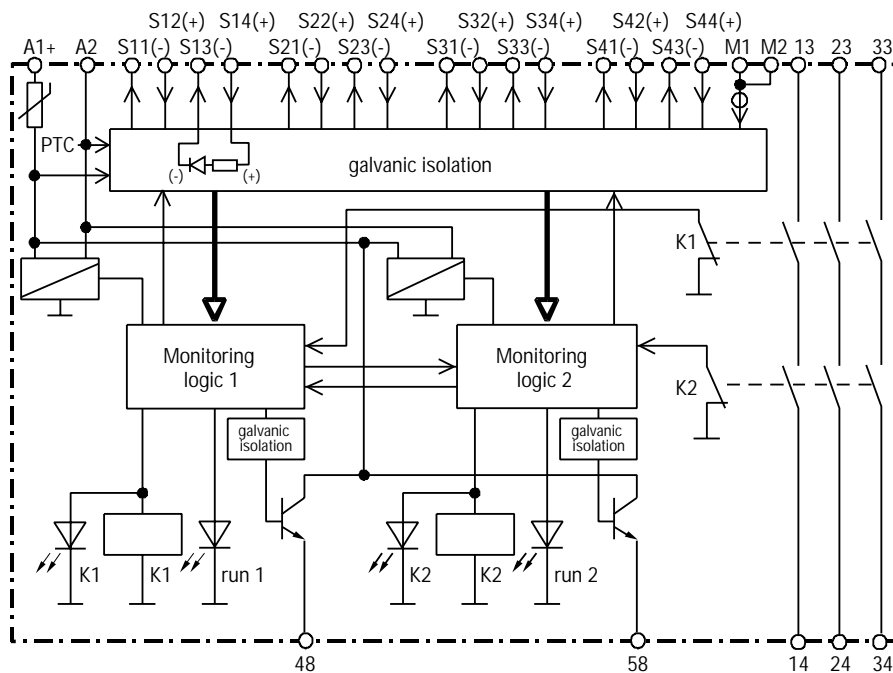 S12(+) S14(+) S22(+) S24(+) S32(+) S34(+) S42(+) S44(+)
A1+ A2 S11(-) S13(-) S21(-) S23(-) S31(-) S33(-) S41(-) S43(-) M1 M2 13 23 33
PTC
galvanic isolation
(-) (+)
K1
Monitoring
logic 1
Monitoring
logic 2
K2
galvanic
isolation
galvanic
isolation
K1 K1 run 1 K2 K2 run 2
48 58 14 24 34